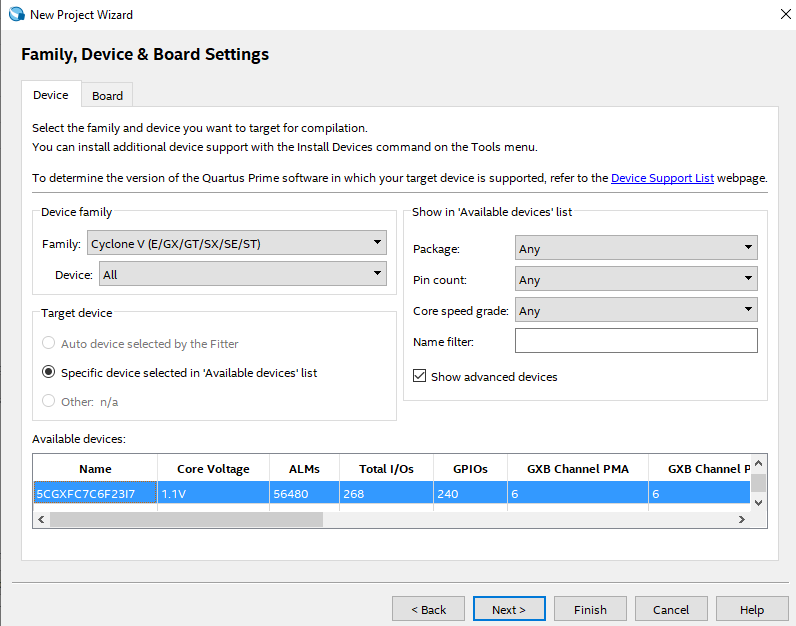 New Project Wizard
Family, Device & Board Settings
Device Board
Select the family and device you want to target for compilation.
You can install additional device support with the Install Devices command on the Tools menu.
To determine the version of the Quartus Prime software in which your target device is supported, refer to the Device Support List webpage.
Device family
Family: Cyclone V (E/GX/GT/SX/SE/ST)
Device: All
Target device
Auto device selected by the Fitter
Specific device selected in 'Available devices' list
Other: n/a
Show in 'Available devices' list
Package: Any
Pin count: Any
Core speed grade: Any
Name filter:
Show advanced devices
Available devices:
Name Core Voltage ALMs Total I/Os GPIOs GXB Channel PMA GXB Channel P
5CGXFC7C6F23I7 1.1V 56480 268 240 6 6
< Back Next > Finish Cancel Help